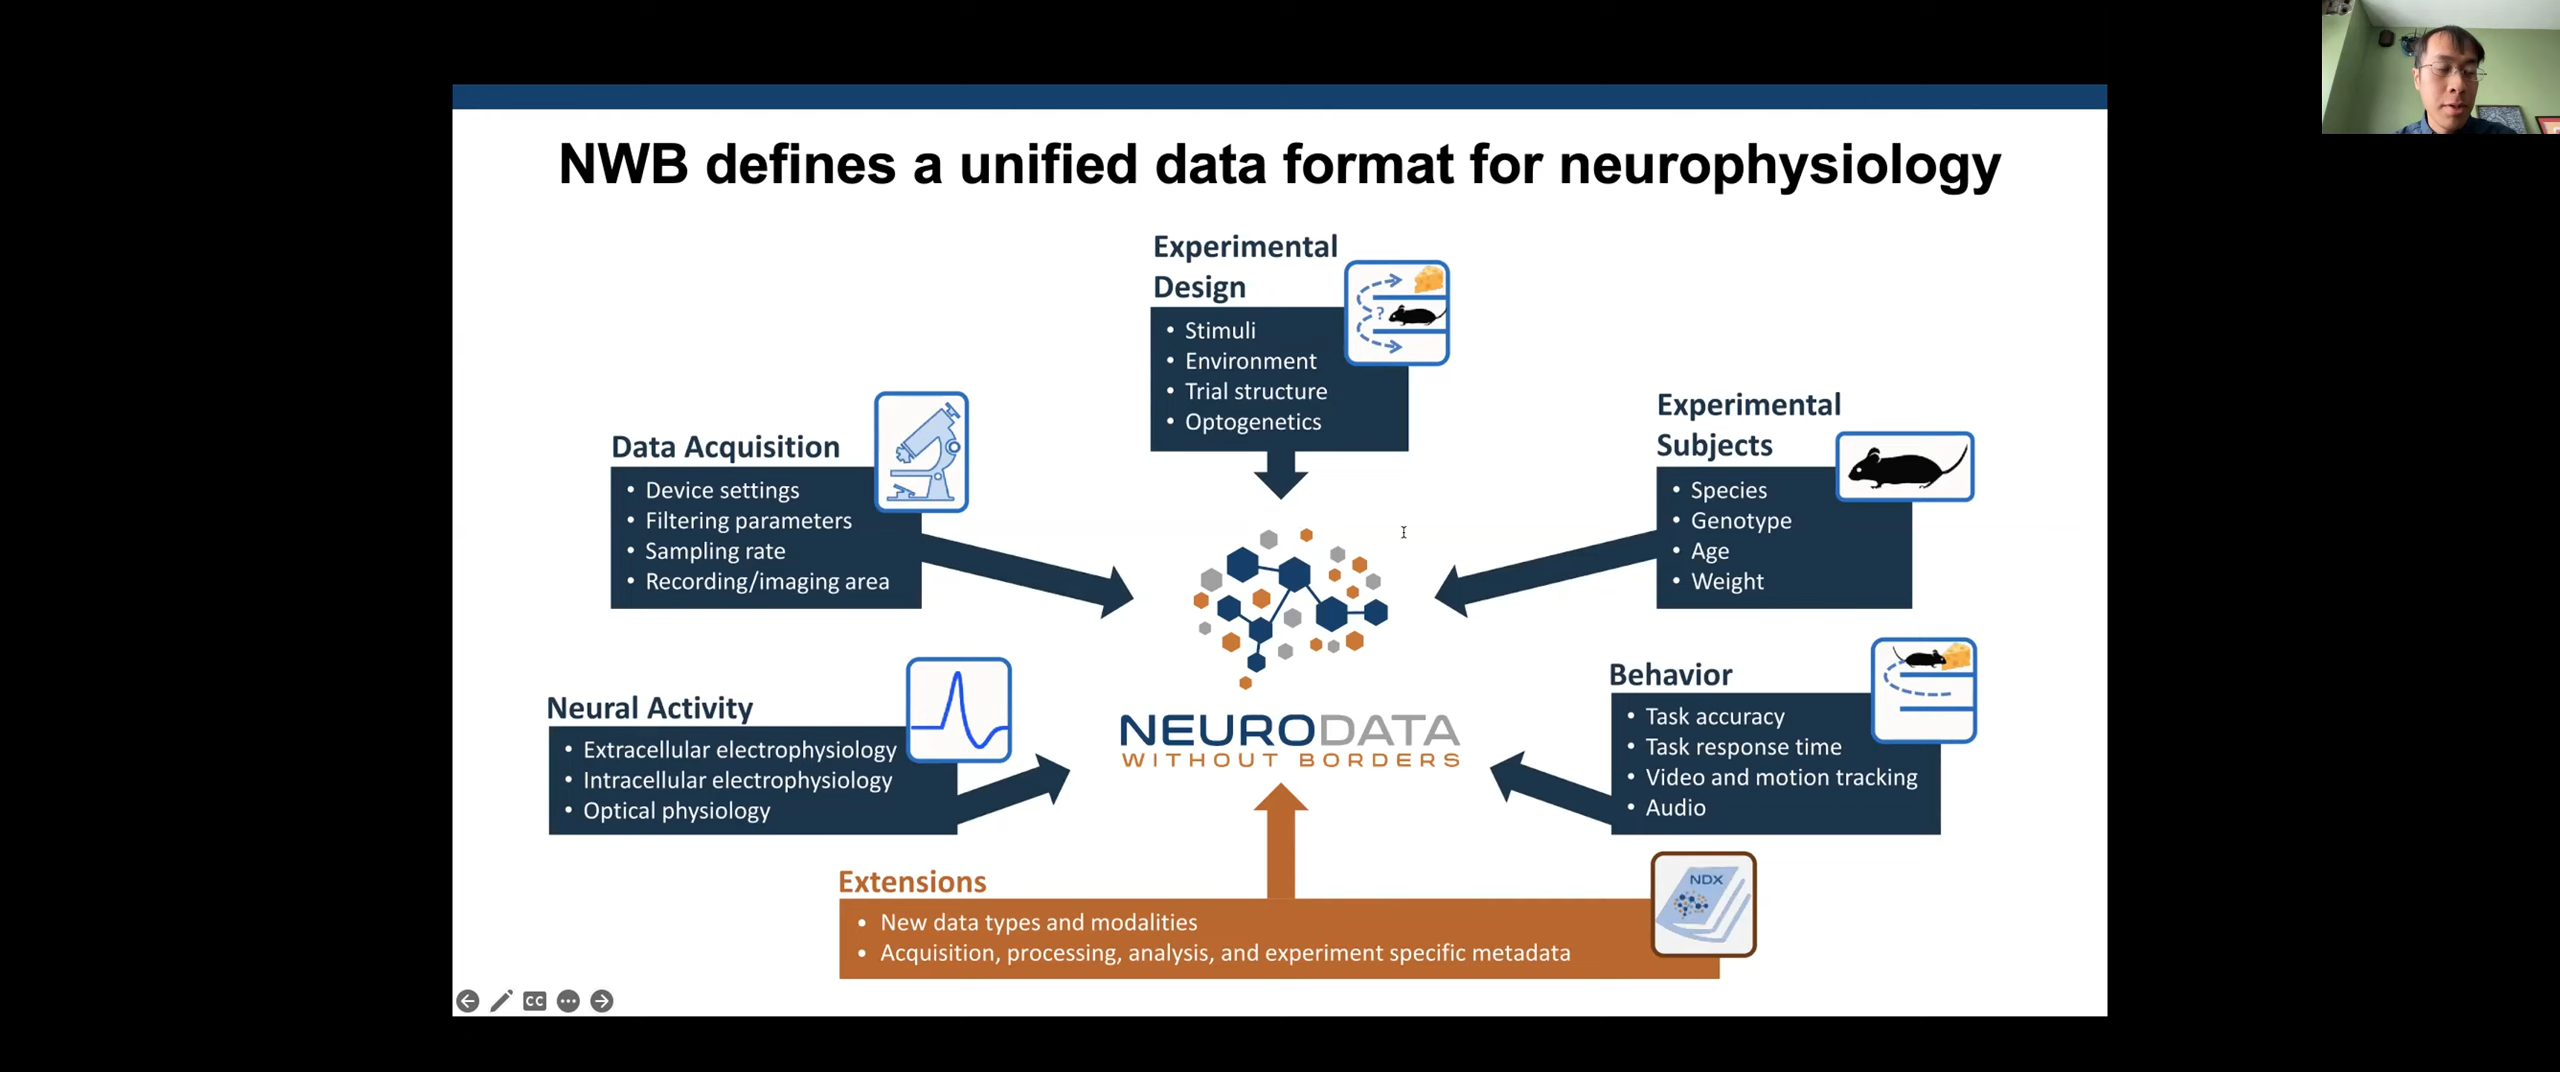 NWB defines a unified data format for neurophysiology
Experimental
Design
• Stimuli
• Environment
• Trial structure
• Optogenetics
?
Data Acquisition
• Device settings
• Filtering parameters
• Sampling rate
• Recording/imaging area
Experimental
Subjects
• Species
• Genotype
• Age
• Weight
Neural Activity
• Extracellular electrophysiology
• Intracellular electrophysiology
• Optical physiology
NEURODATA
WITHOUT BORDERS
Behavior
• Task accuracy
• Task response time
• Video and motion tracking
• Audio
Extensions
• New data types and modalities
• Acquisition, processing, analysis, and experiment specific metadata
NDX
CC